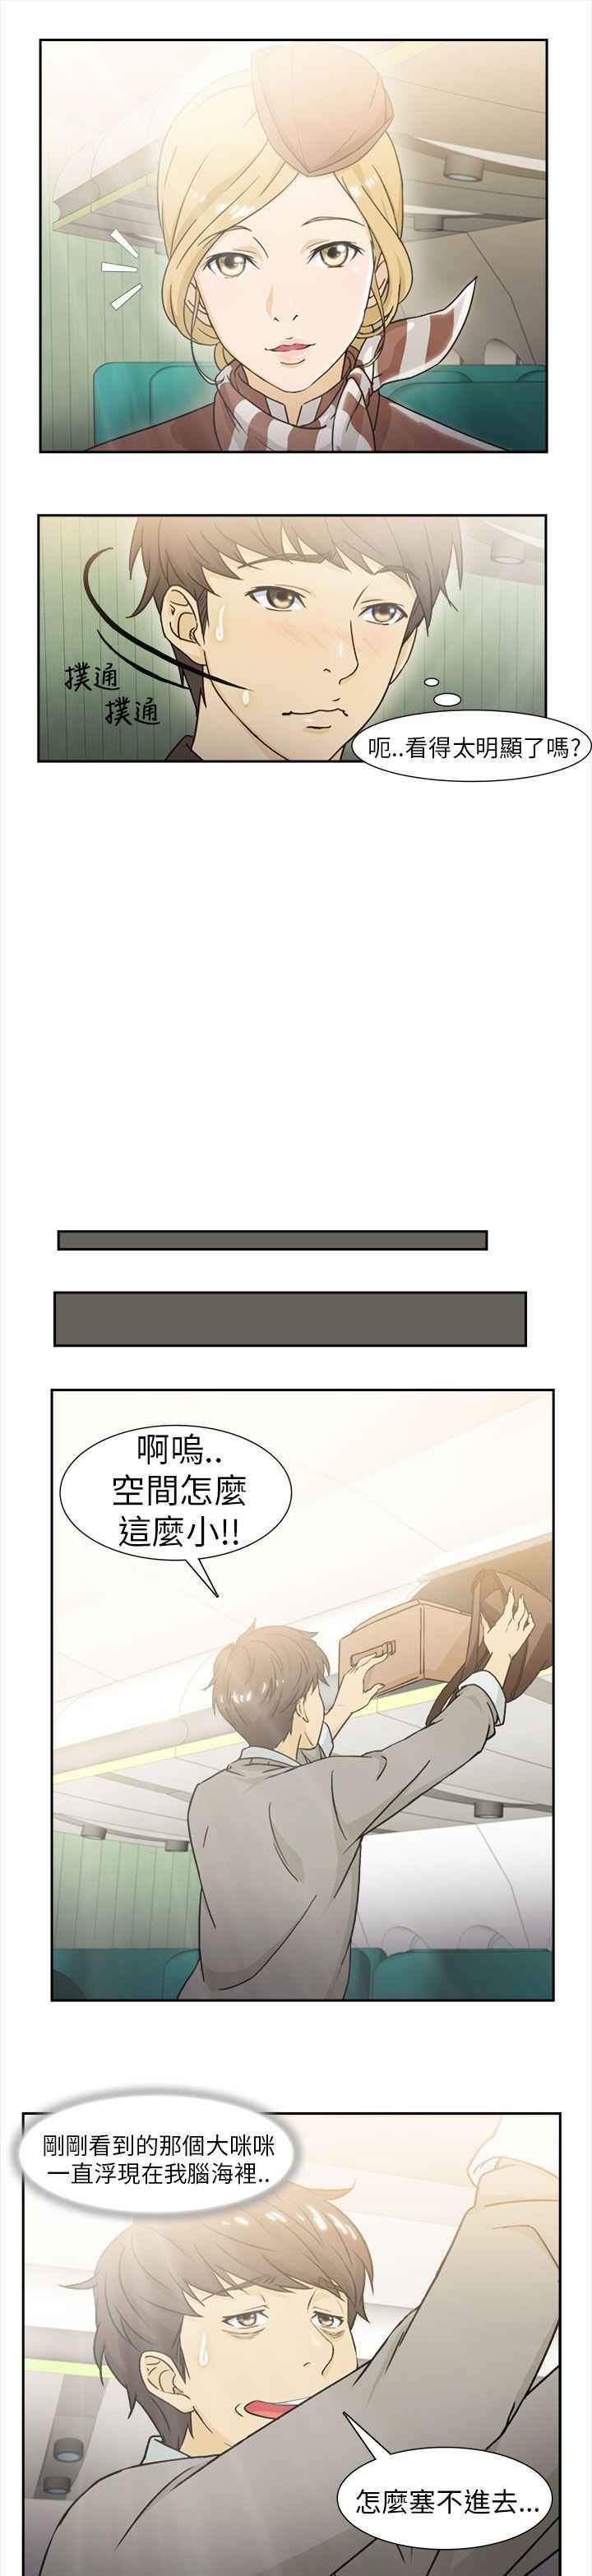 撲通
撲通
呃..看得太明顯了嗎?
啊嗚..
空間怎麼
這麼小!!
剛剛看到的那個大咪咪
一直浮現在我腦海裡..
怎麼塞不進去...